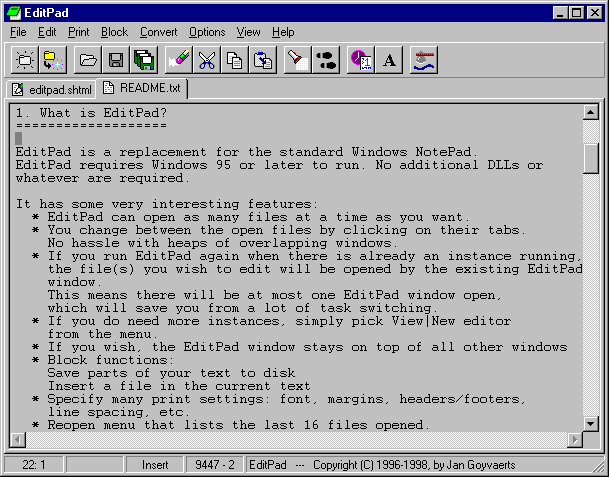 EditPad
File Edit Print Block Convert Options View Help
31
A
editpad.shtml README.txt
1. What is EditPad?
===================
EditPad is a replacement for the standard Windows NotePad.
EditPad requires Windows 95 or later to run. No additional DLLs or
whatever are required.
It has some very interesting features:
* EditPad can open as many files at a time as you want.
* You change between the open files by clicking on their tabs.
No hassle with heaps of overlapping windows.
* If you run EditPad again when there is already an instance running,
the file(s) you wish to edit will be opened by the existing EditPad
window.
This means there will be at most one EditPad window open,
which will save you from a lot of task switching.
* If you do need more instances, simply pick View|New editor
from the menu.
* If you wish, the EditPad window stays on top of all other windows
* Block functions:
Save parts of your text to disk
Insert a file in the current text
* Specify many print settings: font, margins, headers/footers,
line spacing, etc.
* Reopen menu that lists the last 16 files opened.
22: 1 Insert 9447 - 2 EditPad --- Copyright (C) 1996-1998, by Jan Goyvaerts